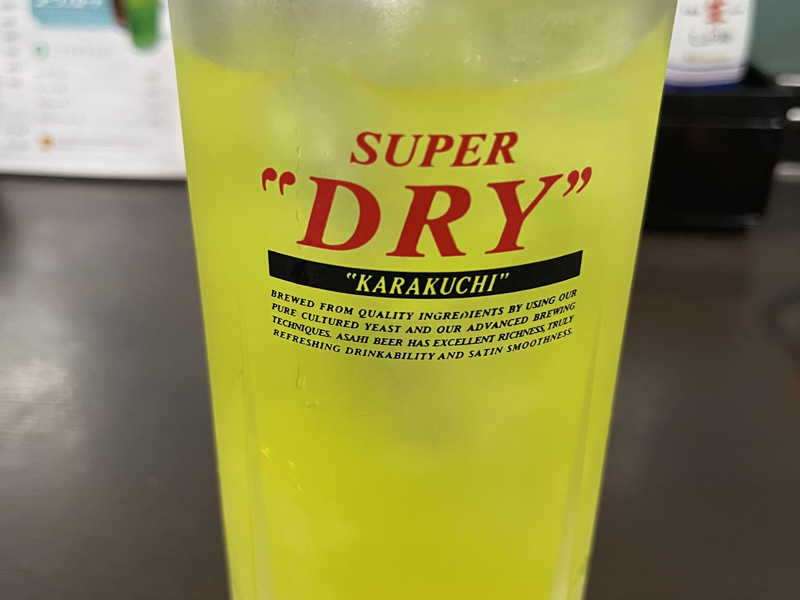 SUPER
"DRY"
"KARAKUCHI"
BREWED FROM QUALITY INGREDIENTS BY USING OUR
PURE CULTURED YEAST AND OUR ADVANCED BREWING
TECHNIQUES. ASAHI BEER HAS EXCELLENT RICHNESS, TRULY
REFRESHING DRINKABILITY AND SATIN SMOOTHNESS.